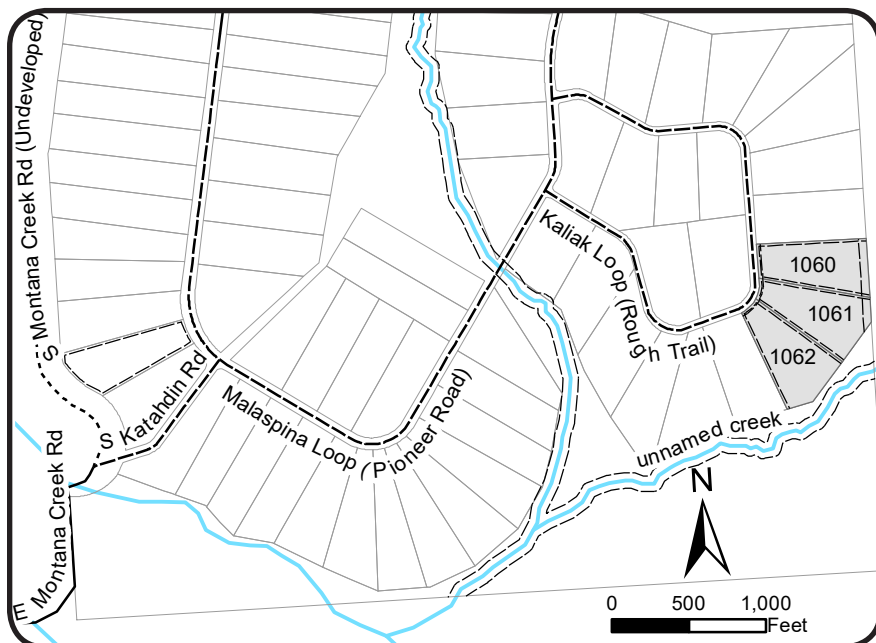 S Montana Creek Rd (Undeveloped)
Kaliak Loop (Rough Trail)
1060
1061
1062
S Katahdin Rd
Malaspina Loop (Pioneer Road)
unnamed creek
E Montana Creek Rd
N
0 500 1,000
Feet